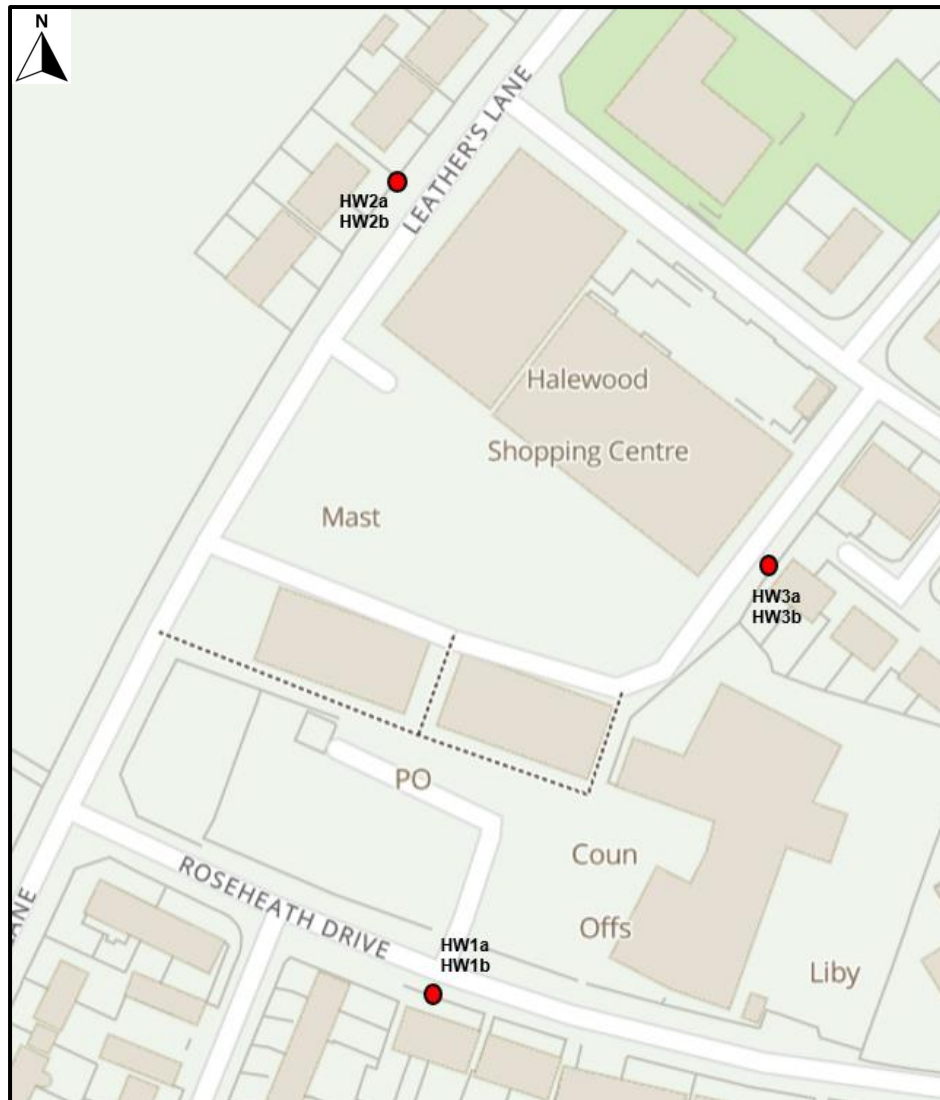 N
LEATHER'S LANE
HW2a
HW2b
Halewood
Shopping Centre
Mast
HW3a
HW3b
PO
Coun
Offs
ROSEHEATH DRIVE
ANE
HW1a
HW1b
Liby